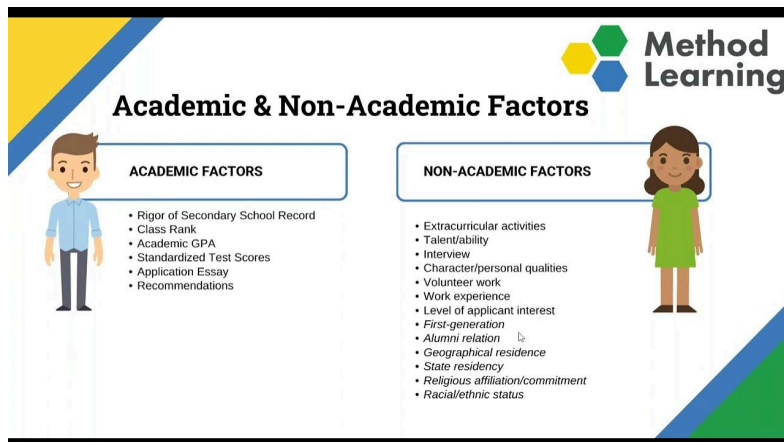 Method
Learning
Academic & Non-Academic Factors
ACADEMIC FACTORS
• Rigor of Secondary School Record
• Class Rank
• Academic GPA
• Standardized Test Scores
• Application Essay
• Recommendations
NON-ACADEMIC FACTORS
• Extracurricular activities
• Talent/ability
• Interview
• Character/personal qualities
• Volunteer work
• Work experience
• Level of applicant interest
• First-generation
• Alumni relation
• Geographical residence
• State residency
• Religious affiliation/commitment
• Racial/ethnic status